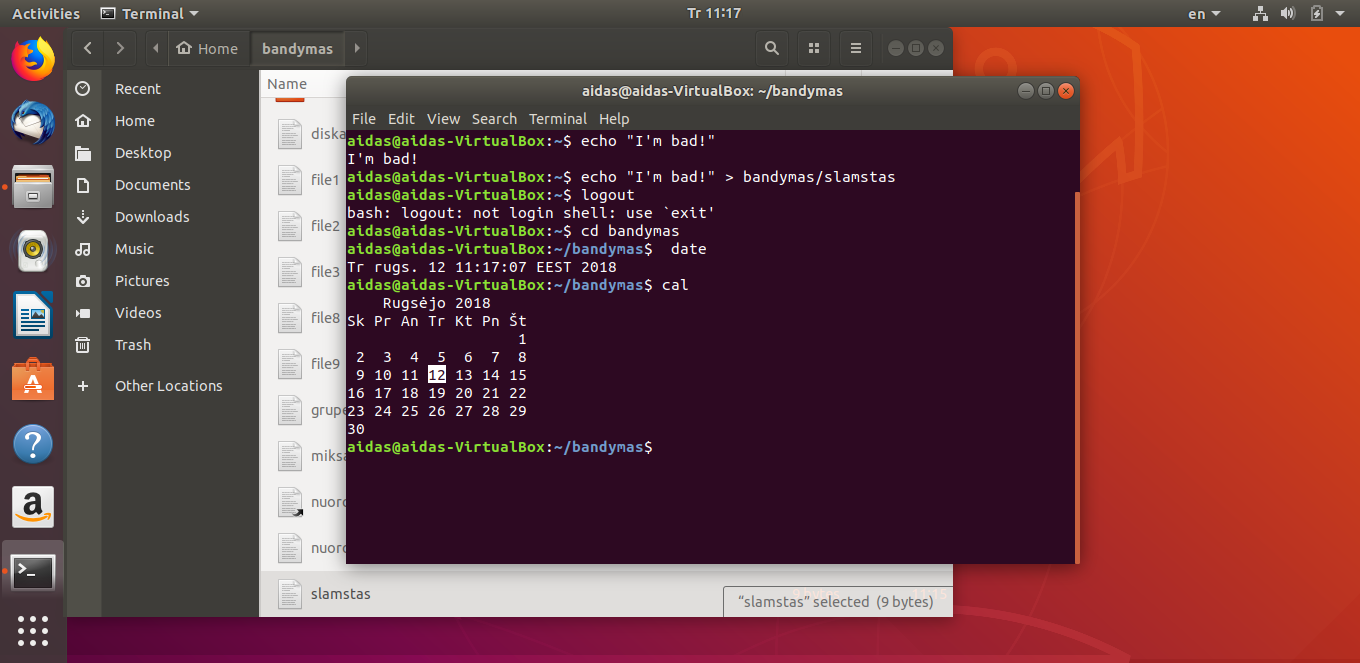 Activities Terminal Tr 11:17 en
Home bandymas
Recent
Home
Desktop
Documents
Downloads
Music
Pictures
Videos
Trash
Other Locations
Name
diska
file1
file2
file3
file8
file9
grupe
miksa
nuoro
nuoro
slamstas
"slamstas" selected (9 bytes)
aidas@aidas-VirtualBox: ~/bandymas
File Edit View Search Terminal Help
aidas@aidas-VirtualBox:~$ echo "I'm bad!"
I'm bad!
aidas@aidas-VirtualBox:~$ echo "I'm bad!" > bandymas/slamstas
aidas@aidas-VirtualBox:~$ logout
bash: logout: not login shell: use `exit'
aidas@aidas-VirtualBox:~$ cd bandymas
aidas@aidas-VirtualBox:~/bandymas$  date
Tr rugs. 12 11:17:07 EEST 2018
aidas@aidas-VirtualBox:~/bandymas$ cal
    Rugsėjo 2018
Sk Pr An Tr Kt Pn Št
                   1
 2  3  4  5  6  7  8
 9 10 11 12 13 14 15
16 17 18 19 20 21 22
23 24 25 26 27 28 29
30
aidas@aidas-VirtualBox:~/bandymas$